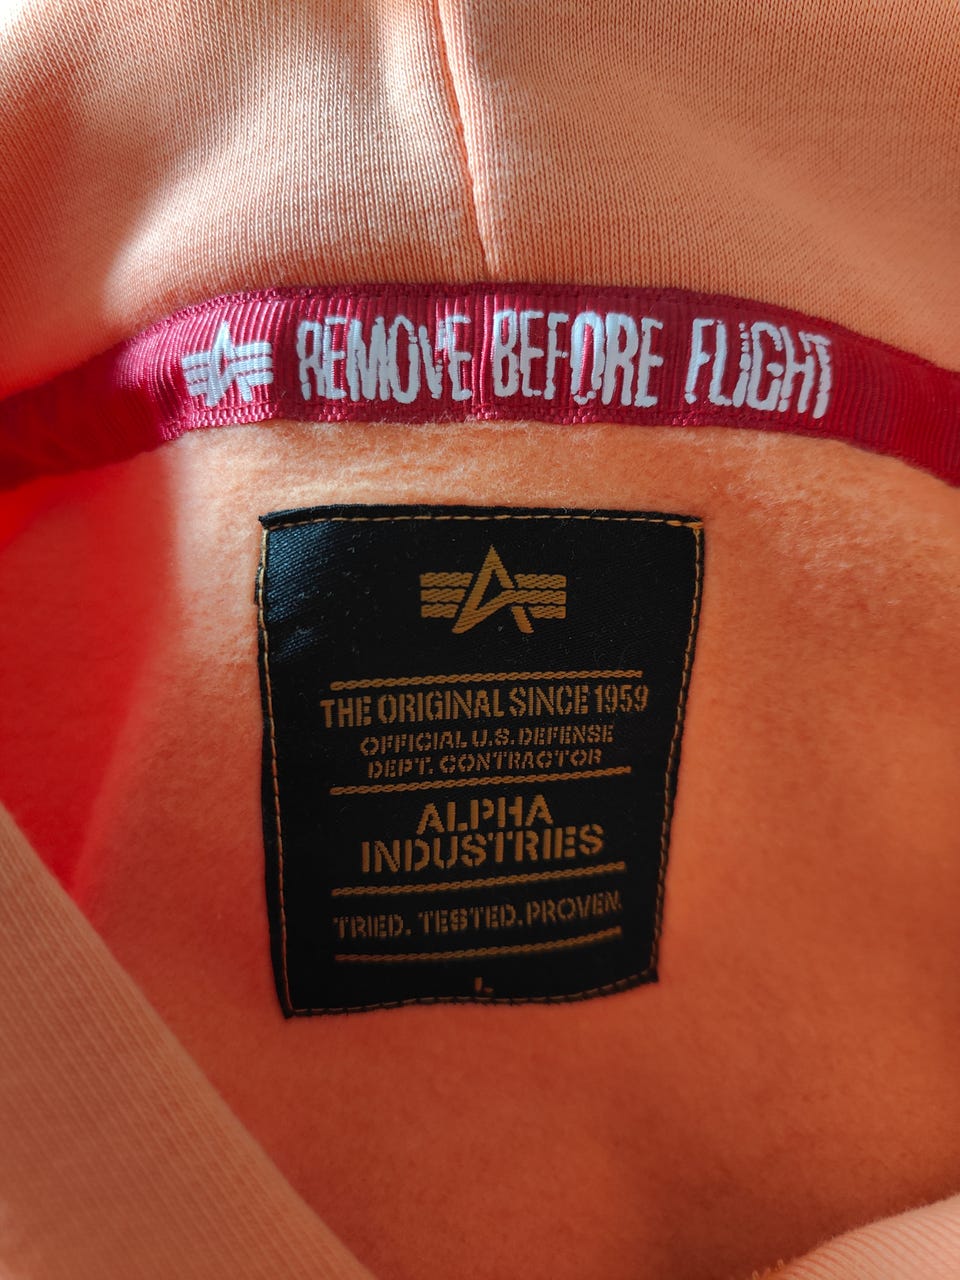 REMOVE BEFORE FLIGHT
THE ORIGINAL SINCE 1959
OFFICIAL U.S. DEFENSE
DEPT. CONTRACTOR
ALPHA
INDUSTRIES
TRIED. TESTED. PROVEN.
L